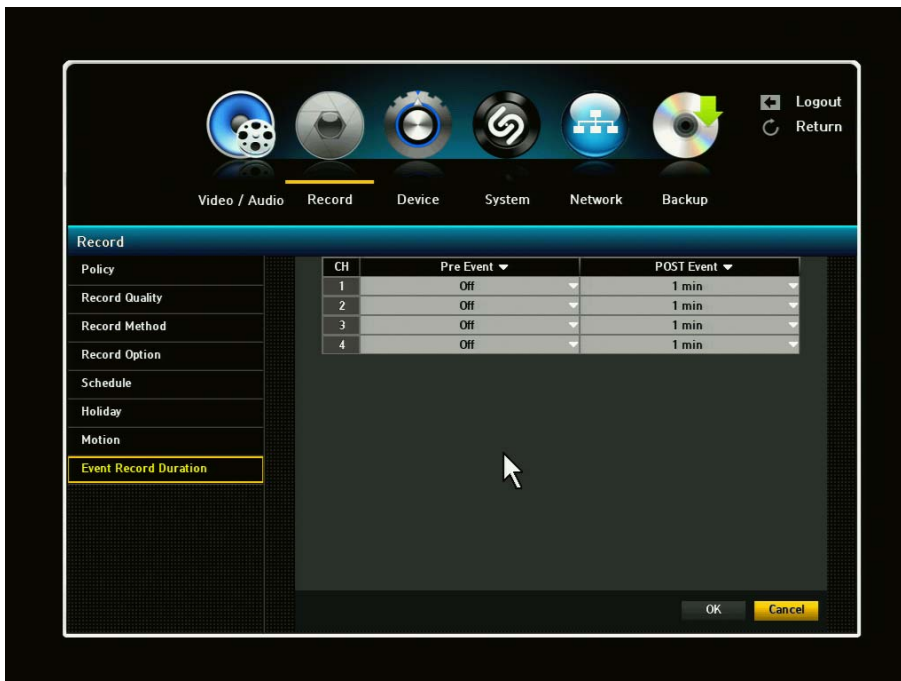 Logout
Return
Video / Audio Record Device System Network Backup
Record
Policy
Record Quality
Record Method
Record Option
Schedule
Holiday
Motion
Event Record Duration
CH Pre Event POST Event
1 Off 1 min
2 Off 1 min
3 Off 1 min
4 Off 1 min
OK Cancel